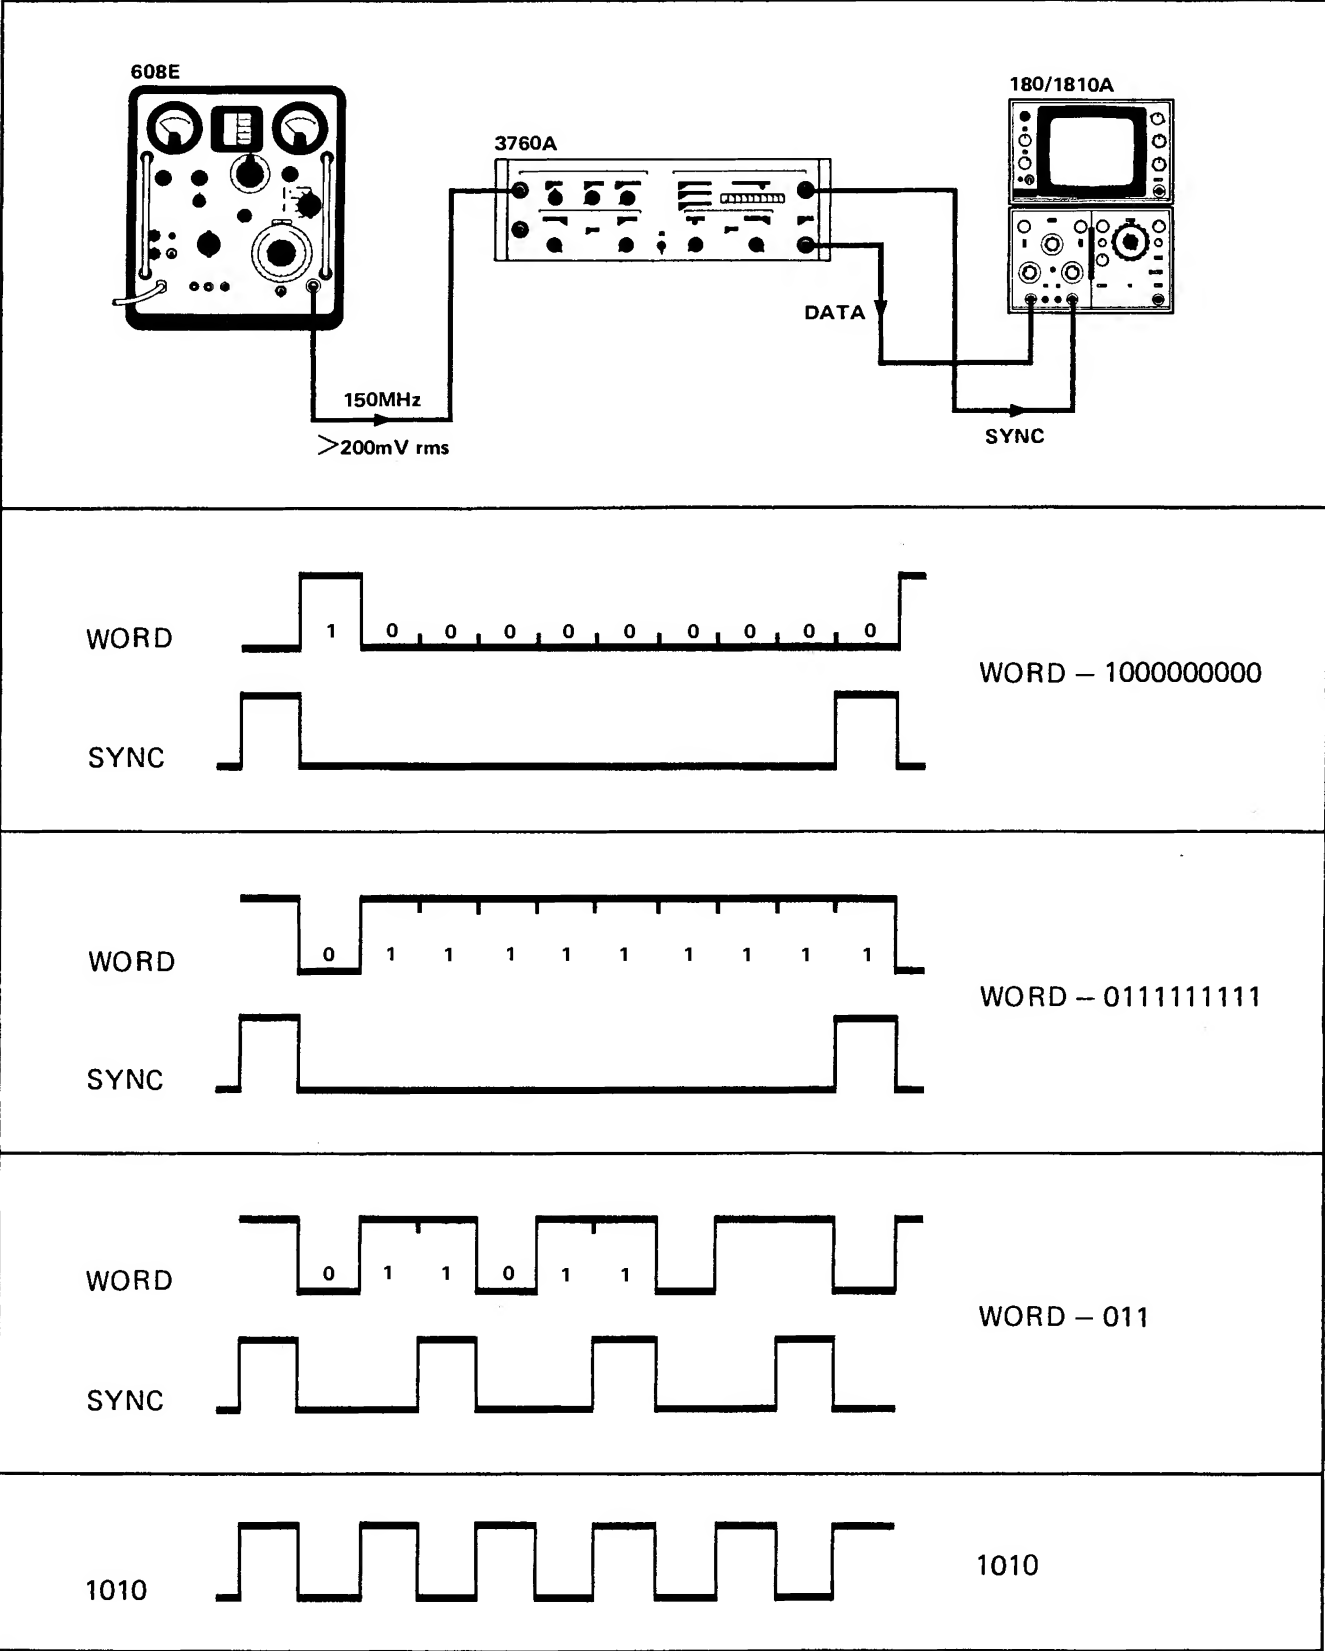 608E
180/1810A
3760A
DATA
150MHz
>200mV rms
SYNC
WORD
1 0 0 0 0 0 0 0 0 0
WORD – 1000000000
SYNC
WORD
0 1 1 1 1 1 1 1 1 1
WORD – 0111111111
SYNC
WORD
0 1 1 0 1 1
WORD – 011
SYNC
1010
1010